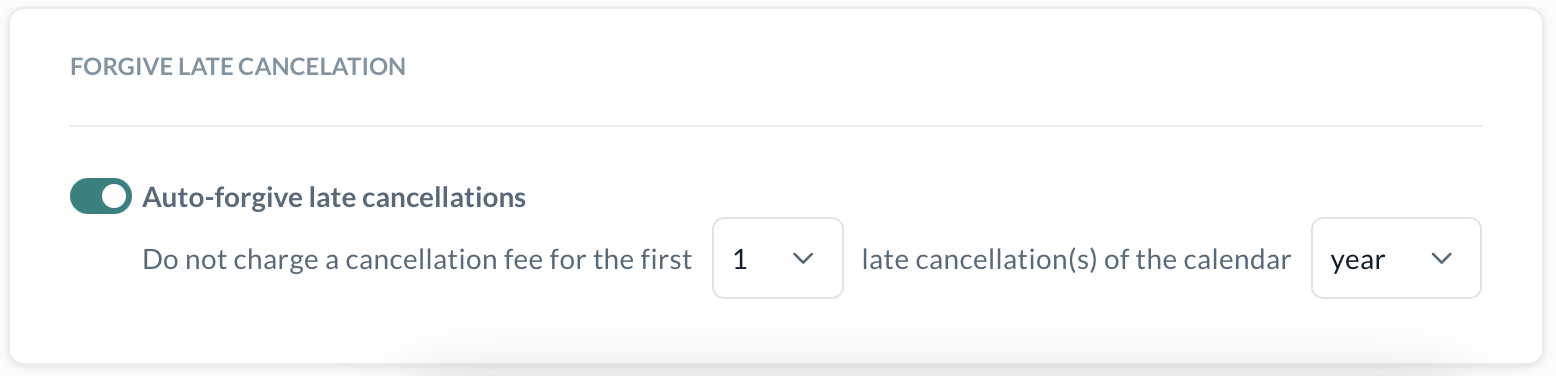 FORGIVE LATE CANCELATION
Auto-forgive late cancellations
Do not charge a cancellation fee for the first 1 late cancellation(s) of the calendar year